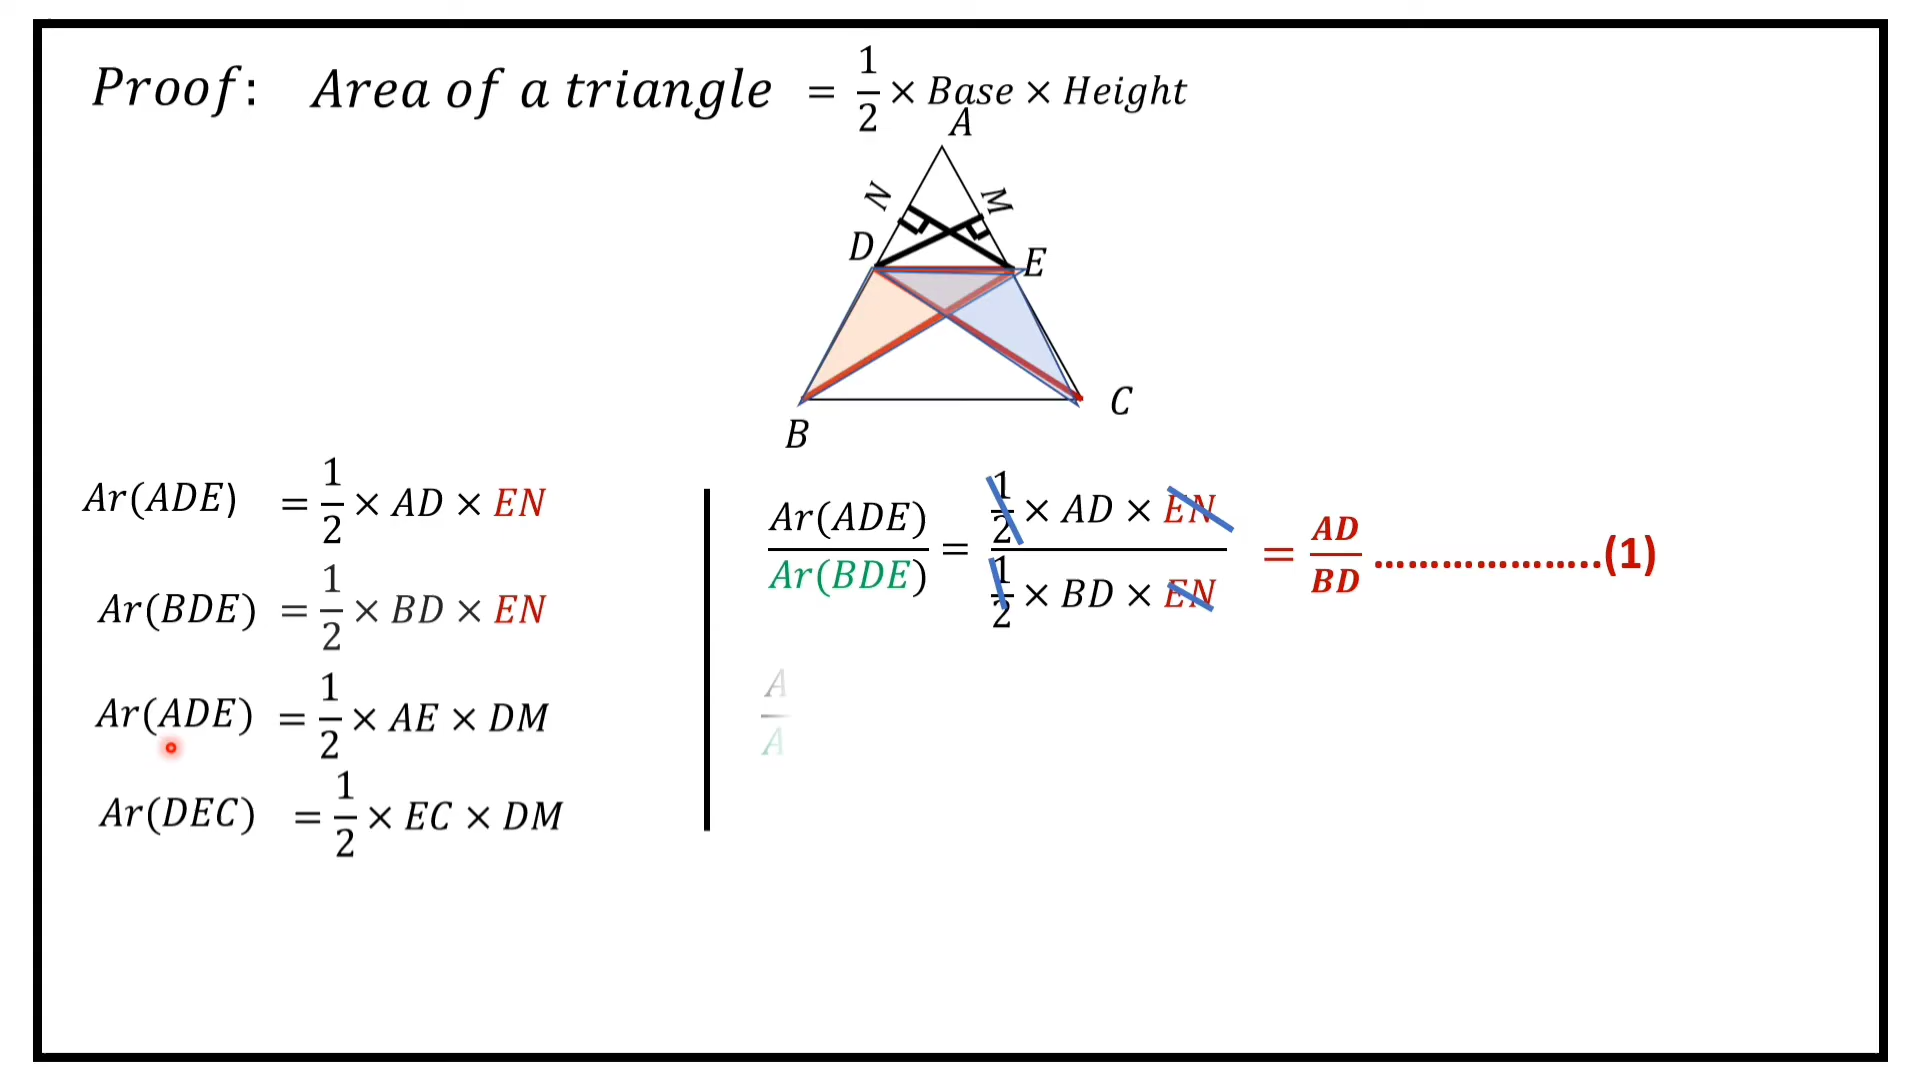 Proof: Area of a triangle = 1/2 × Base × Height
A
N M
D E
B C
Ar(ADE) = 1/2 × AD × EN
Ar(BDE) = 1/2 × BD × EN
Ar(ADE) = 1/2 × AE × DM
Ar(DEC) = 1/2 × EC × DM
Ar(ADE)/Ar(BDE) = (1/2 × AD × EN)/(1/2 × BD × EN) = AD/BD ....................(1)
A
A